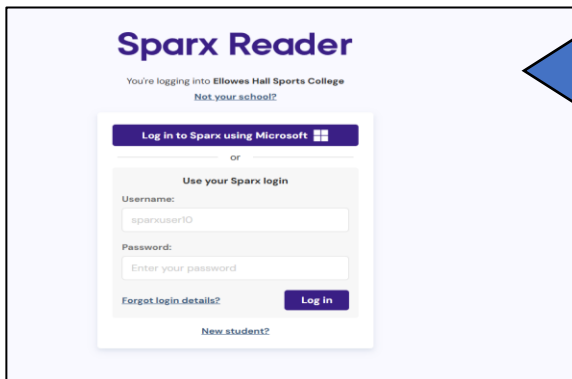 Sparx Reader
You're logging into Ellowes Hall Sports College
Not your school?
Log in to Sparx using Microsoft
or
Use your Sparx login
Username:
sparxuser10
Password:
Enter your password
Forgot login details?
Log in
New student?